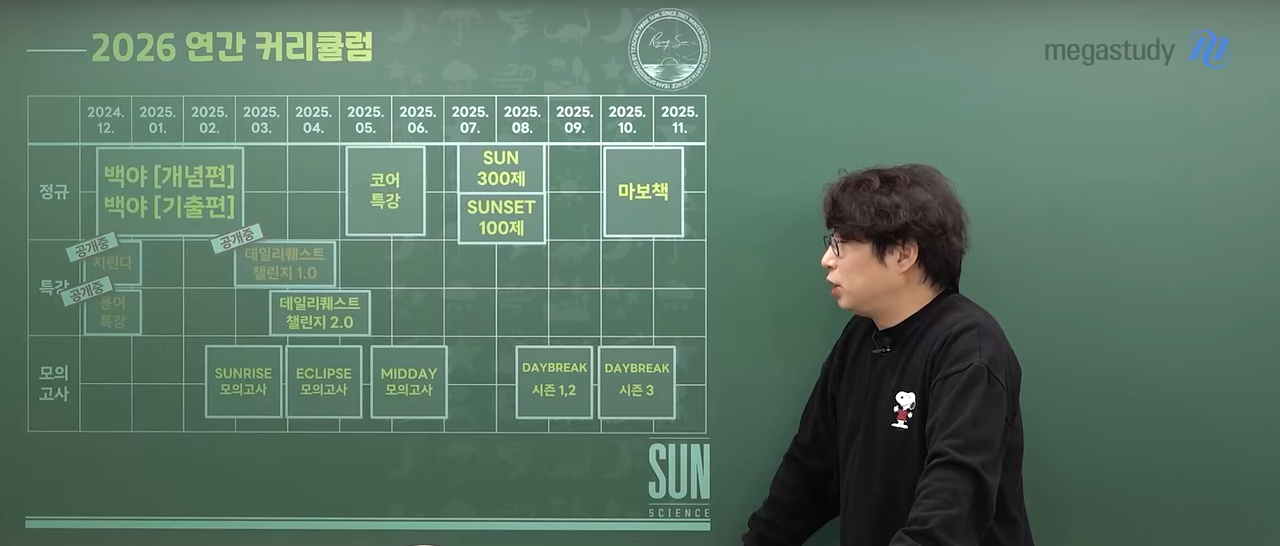 2026 연간 커리큘럼
megastudy
2024. 12.
2025. 01.
2025. 02.
2025. 03.
2025. 04.
2025. 05.
2025. 06.
2025. 07.
2025. 08.
2025. 09.
2025. 10.
2025. 11.
정규
백야 [개념편]
백야 [기출편]
코어
특강
SUN
300제
SUNSET
100제
마보책
특강
공개중
지린다
공개중
데일리퀘스트
챌린지 1.0
공개중
용어
특강
데일리퀘스트
챌린지 2.0
모의
고사
SUNRISE
모의고사
ECLIPSE
모의고사
MIDDAY
모의고사
DAYBREAK
시즌 1,2
DAYBREAK
시즌 3
SUN
SCIENCE